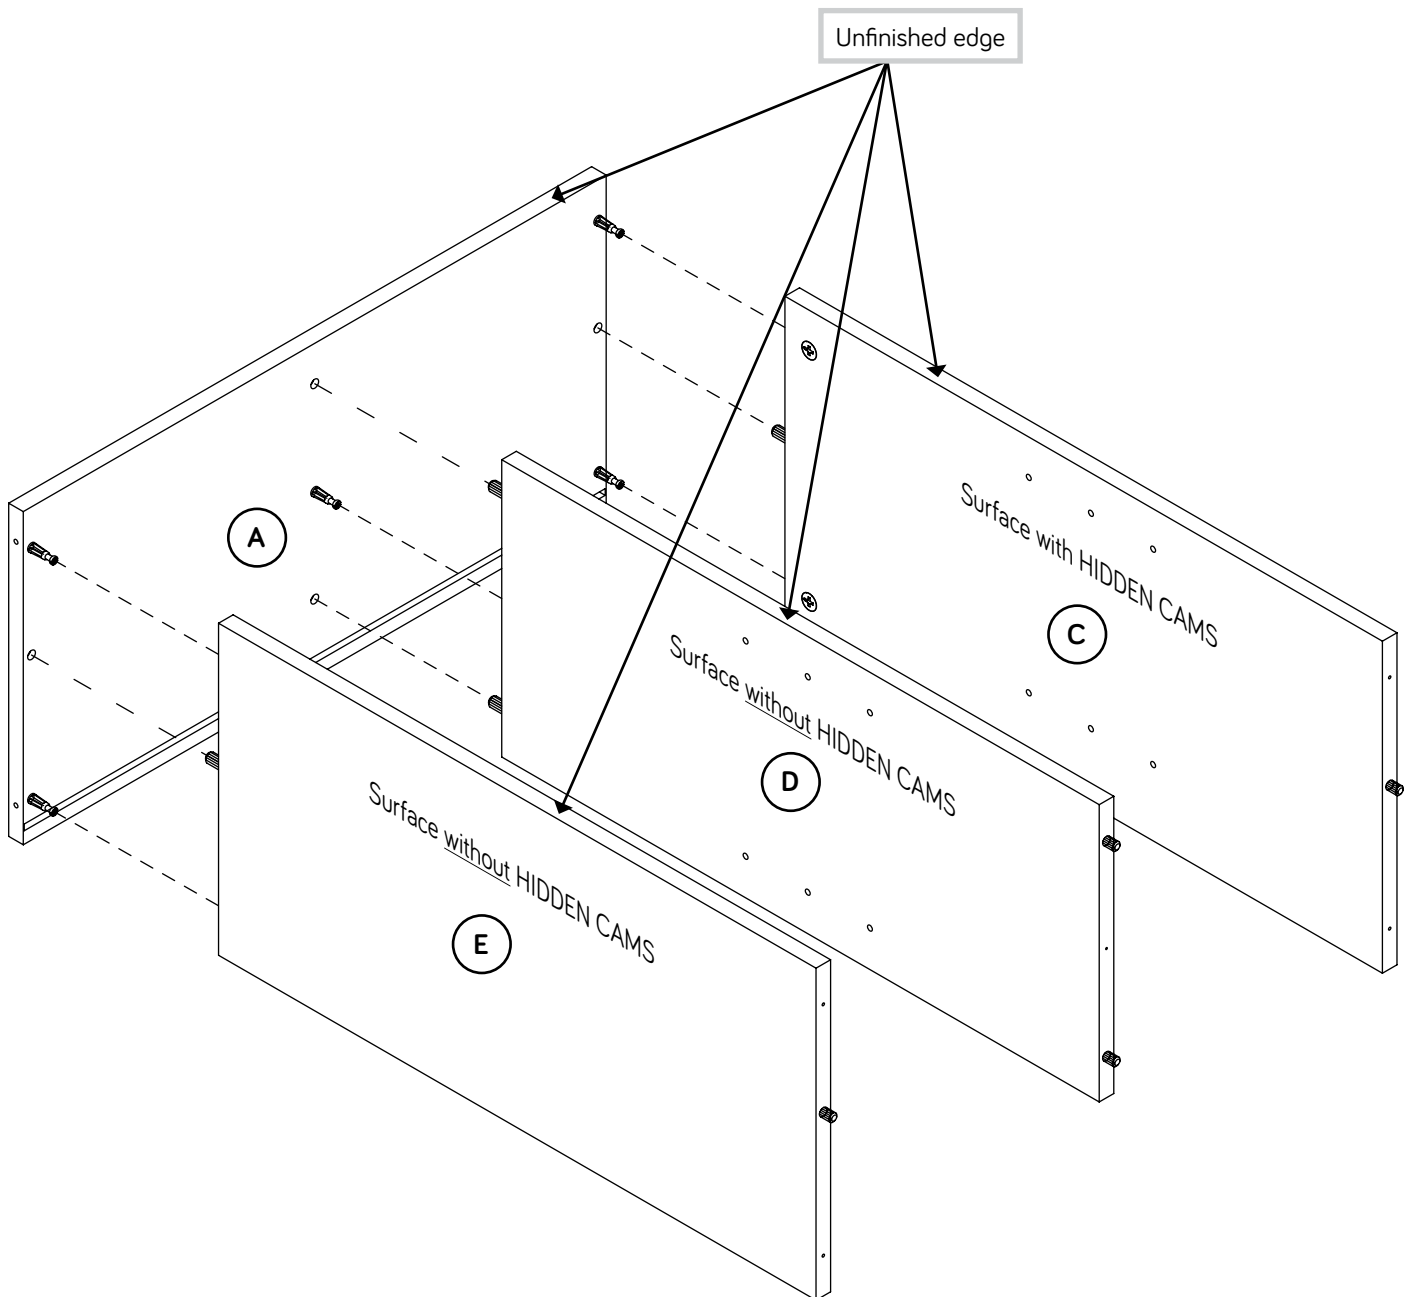 Unfinished edge
A
Surface with HIDDEN CAMS
C
Surface without HIDDEN CAMS
D
Surface without HIDDEN CAMS
E